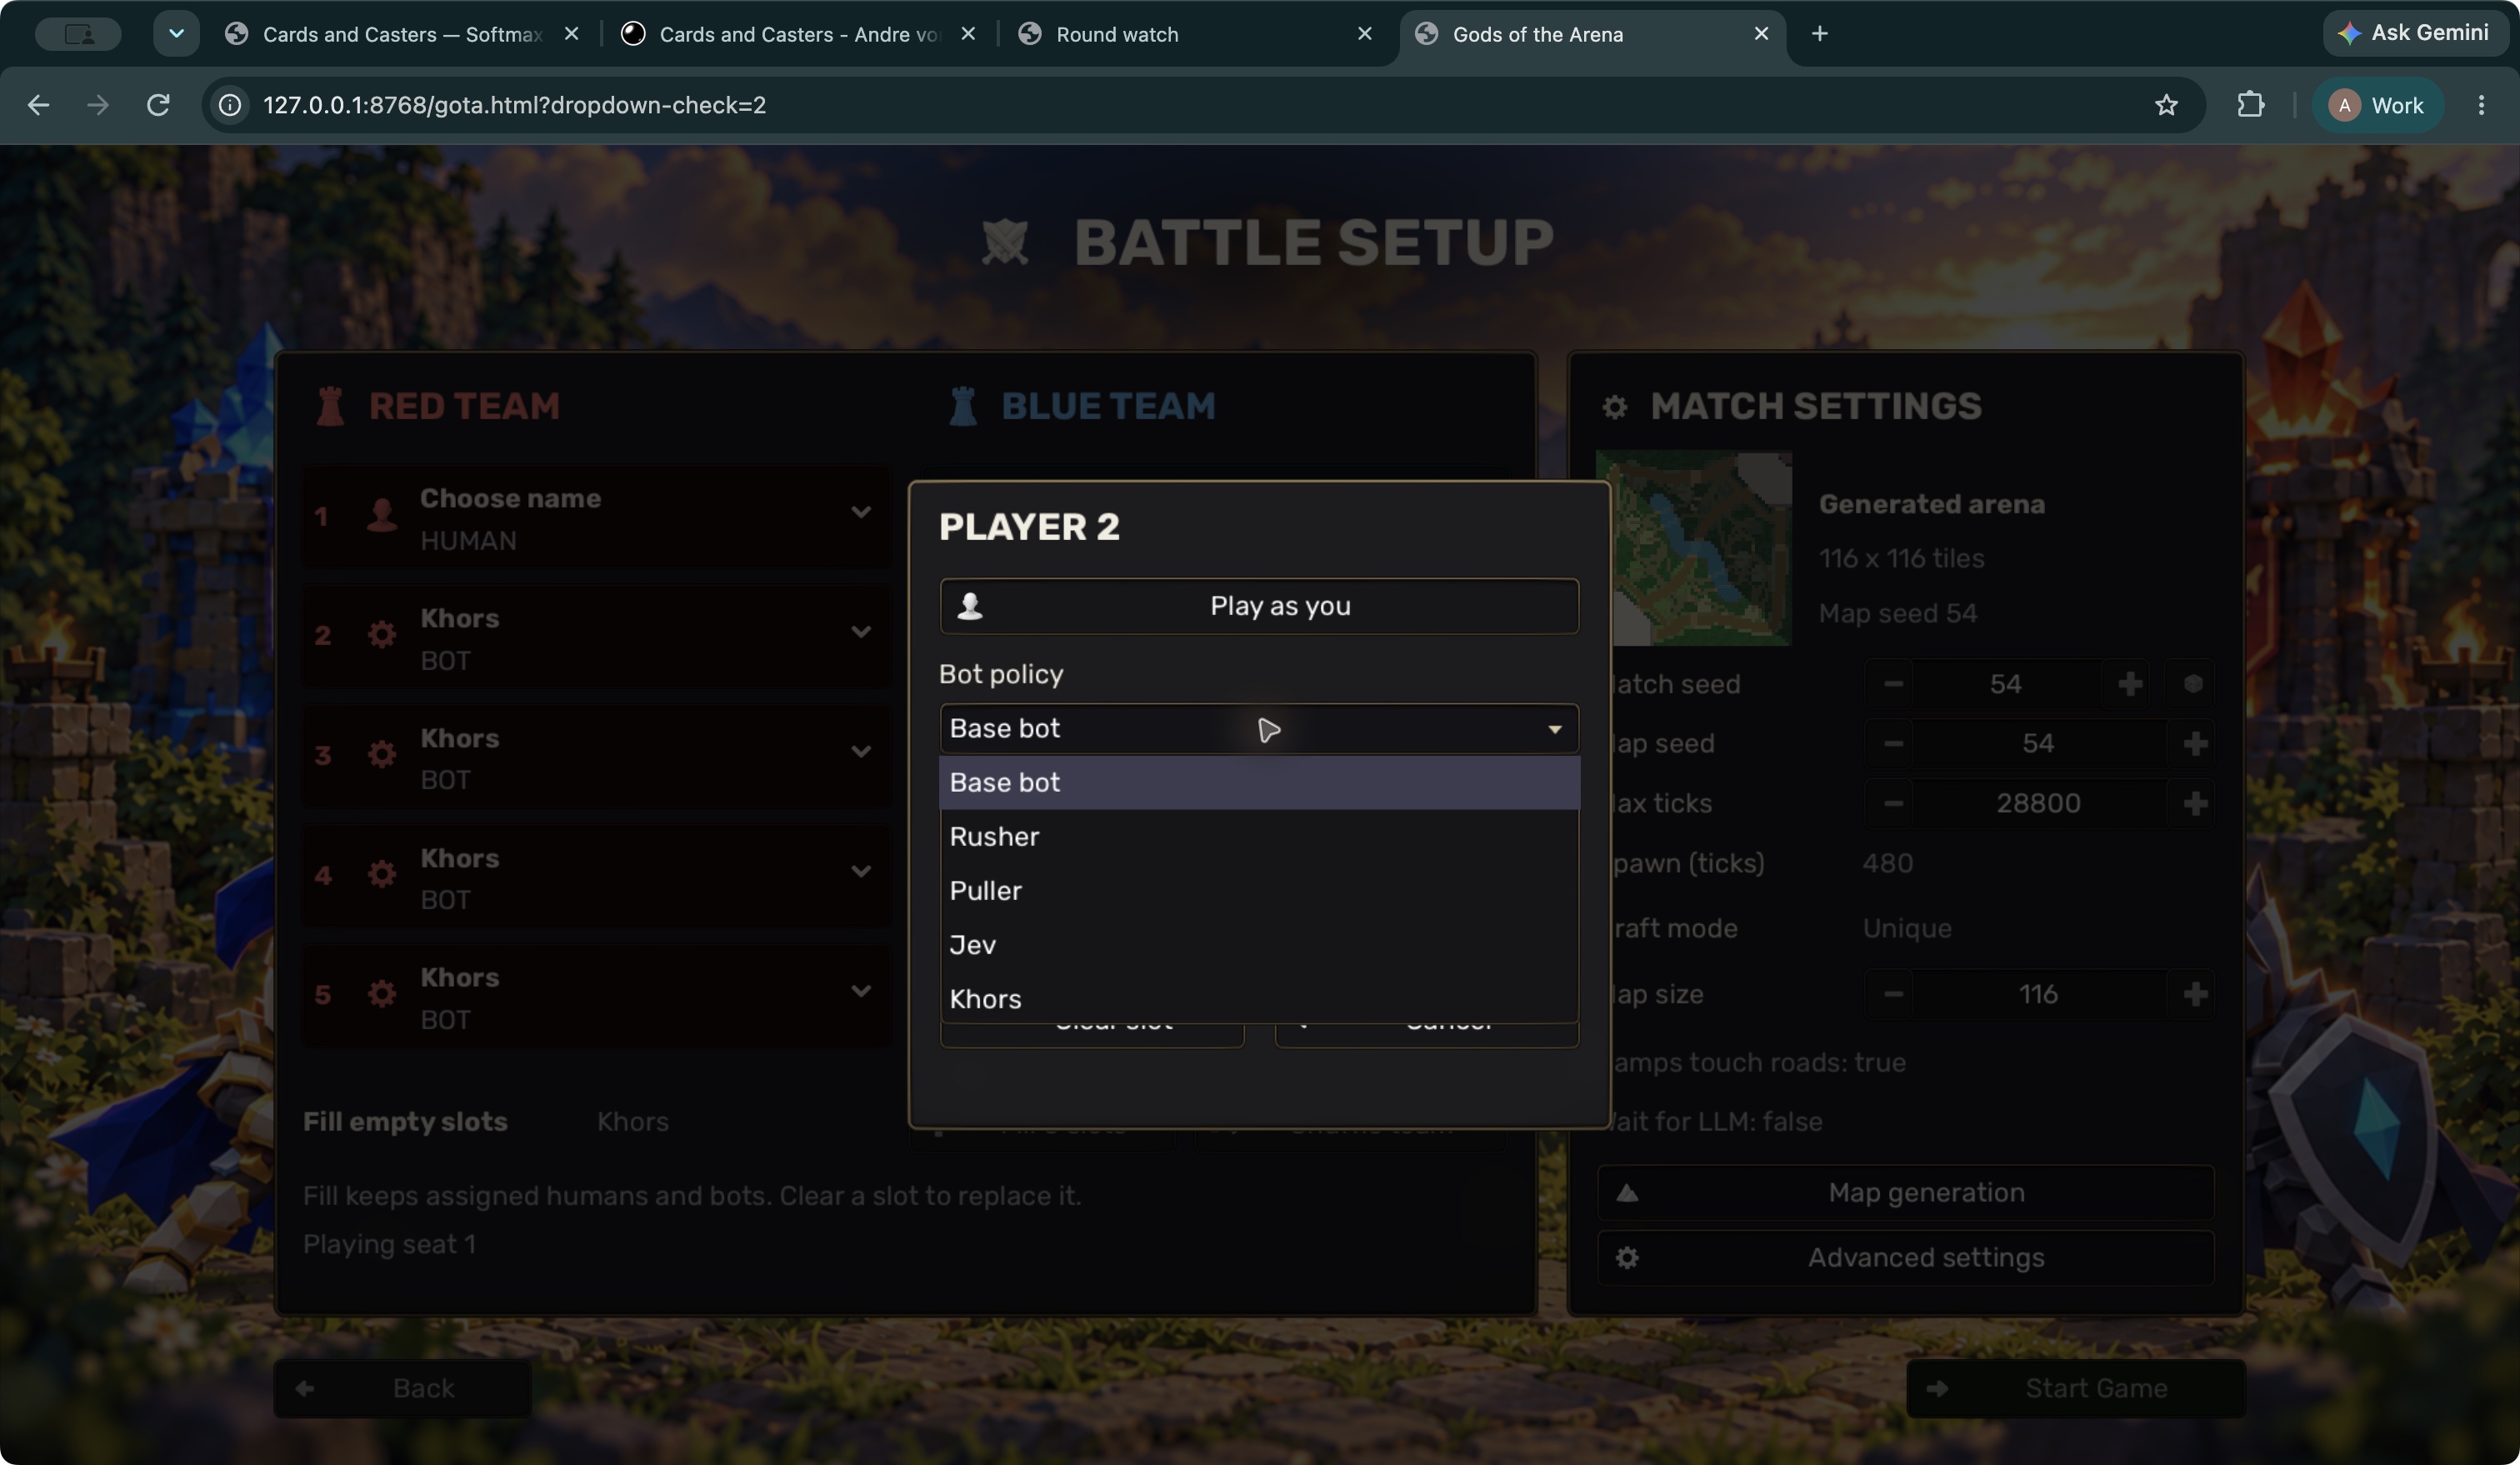 Cards and Casters — Softmax
Cards and Casters - Andre vo
Round watch
Gods of the Arena
Ask Gemini
127.0.0.1:8768/gota.html?dropdown-check=2
A
Work
BATTLE SETUP
RED TEAM
BLUE TEAM
MATCH SETTINGS
1
Choose name
HUMAN
2
Khors
BOT
3
Khors
BOT
4
Khors
BOT
5
Khors
BOT
Fill empty slots
Khors
Fill keeps assigned humans and bots. Clear a slot to replace it.
Playing seat 1
PLAYER 2
Play as you
Bot policy
Base bot
Base bot
Rusher
Puller
Jev
Khors
Clear slot
Cancel
Generated arena
116 x 116 tiles
Map seed 54
atch seed
54
ap seed
54
ax ticks
28800
pawn (ticks)
480
raft mode
Unique
ap size
116
amps touch roads: true
ait for LLM: false
Map generation
Advanced settings
Back
Start Game